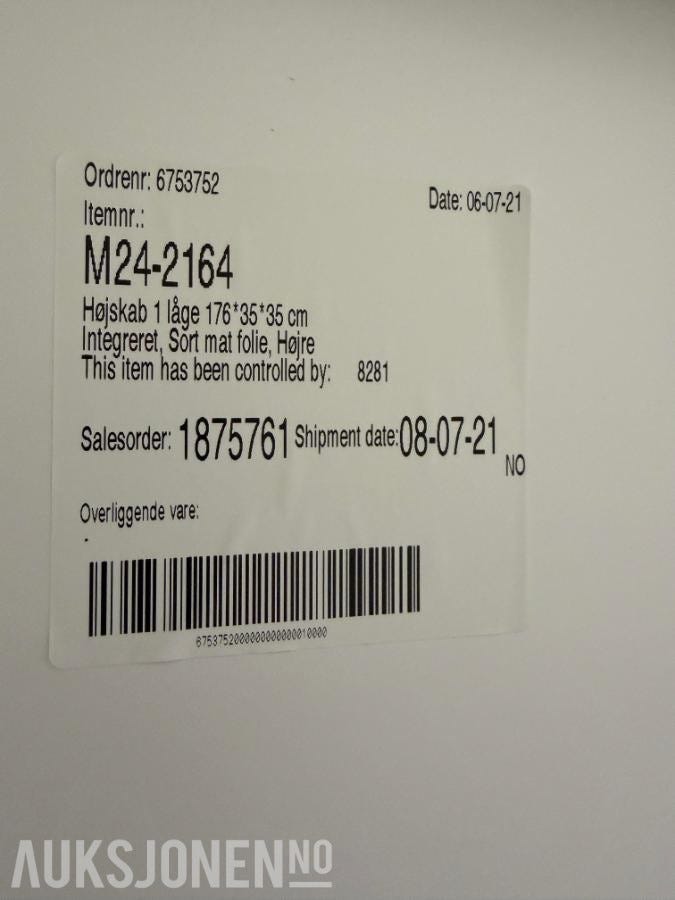 Ordrenr: 6753752
Date: 06-07-21
Itemnr.:
M24-2164
Højskab 1 låge 176*35*35 cm
Integreret, Sort mat folie, Højre
This item has been controlled by: 8281
Salesorder: 1875761 Shipment date: 08-07-21
NO
Overliggende vare:
.
AUKSJONEN NO